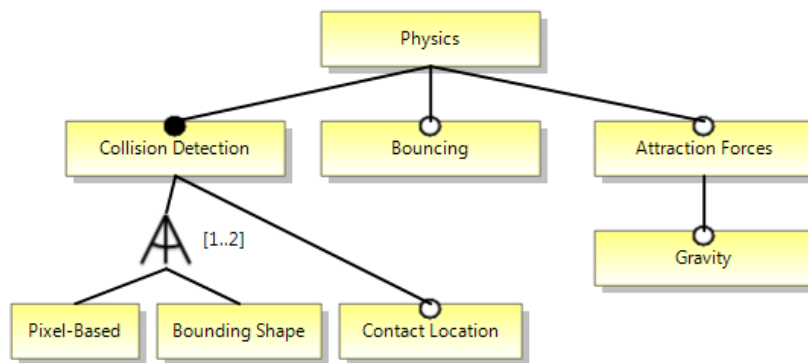 Physics
Collision Detection
Bouncing
Attraction Forces
[1..2]
Gravity
Pixel-Based
Bounding Shape
Contact Location